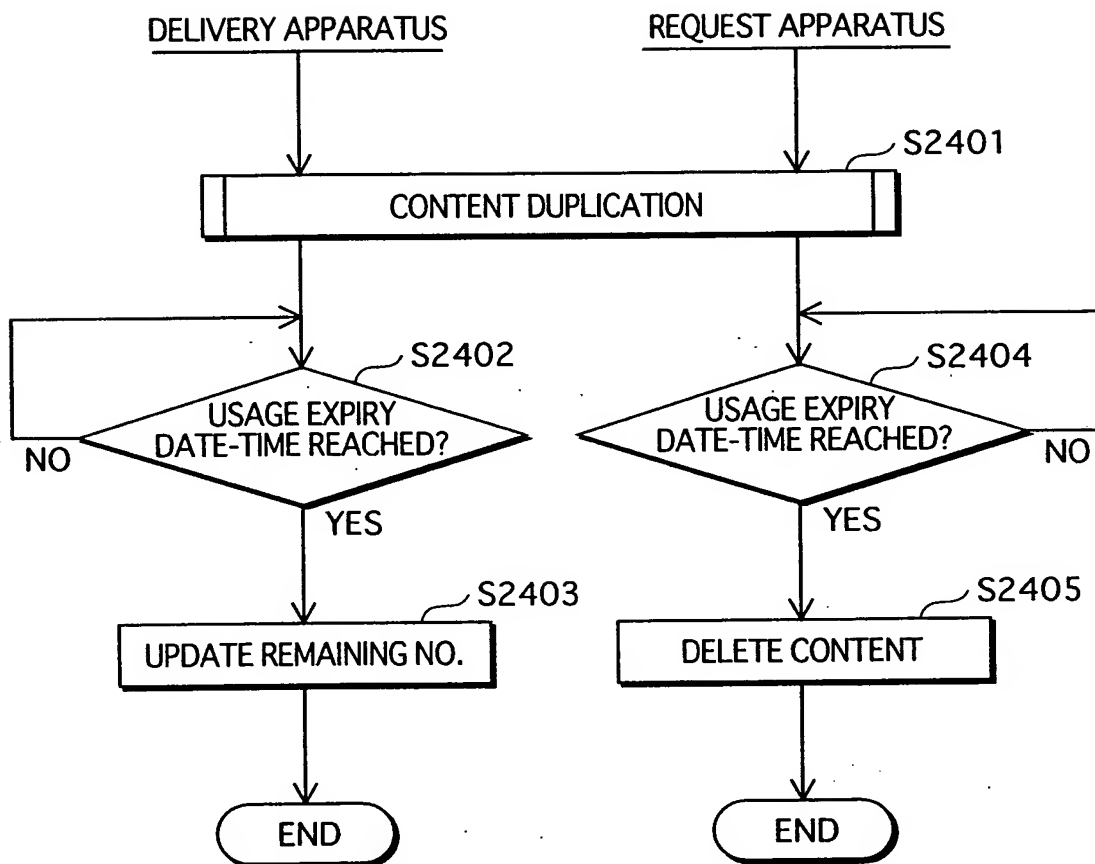 DELIVERY APPARATUS
REQUEST APPARATUS
S2401
CONTENT DUPLICATION
S2402
USAGE EXPIRY
DATE-TIME REACHED?
NO
YES
S2404
USAGE EXPIRY
DATE-TIME REACHED?
NO
YES
S2403
UPDATE REMAINING NO.
S2405
DELETE CONTENT
END
END